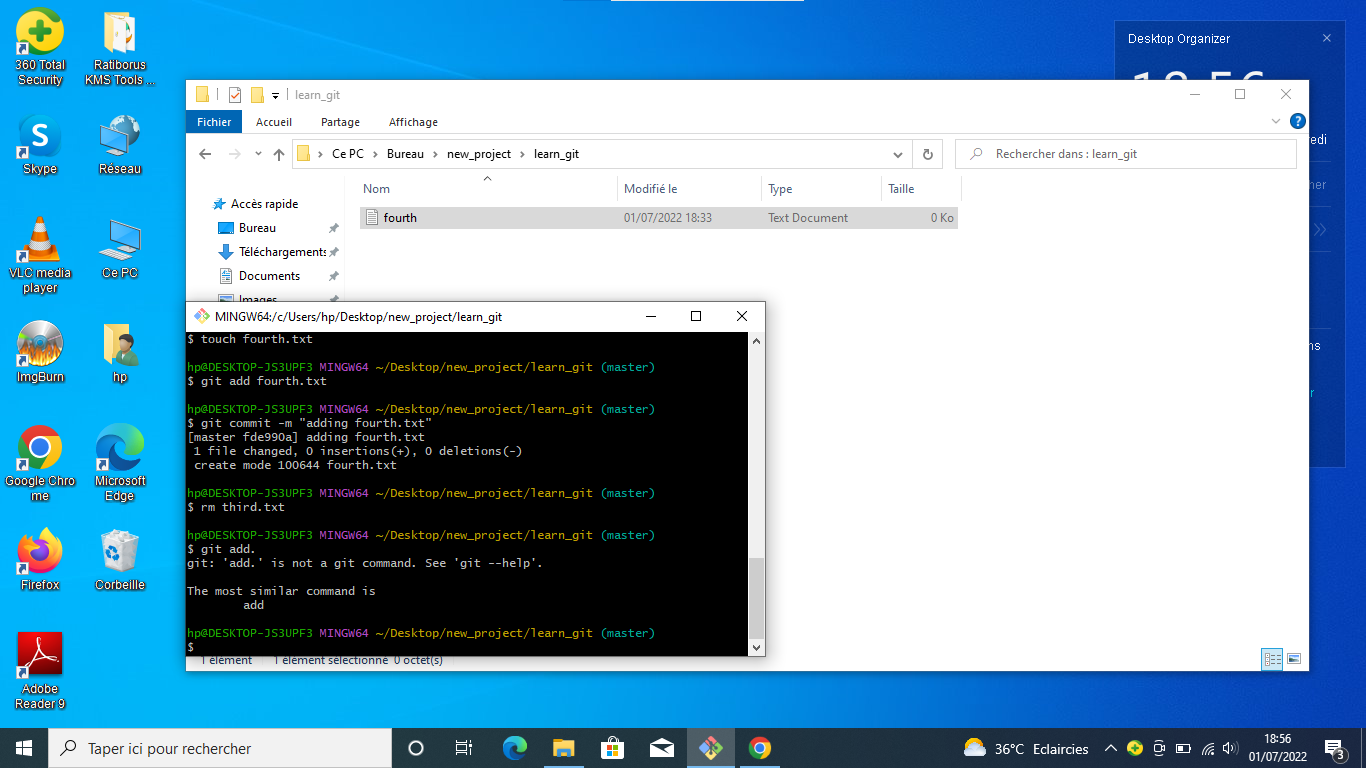 360 Total
Security
Ratiborus
KMS Tools ...
Skype
Réseau
VLC media
player
Ce PC
ImgBurn
hp
Google Chro
me
Microsoft
Edge
Firefox
Corbeille
Adobe
Reader 9
Desktop Organizer
learn_git
Fichier
Accueil
Partage
Affichage
Ce PC > Bureau > new_project > learn_git
Rechercher dans : learn_git
Nom
Modifié le
Type
Taille
Accès rapide
Bureau
Téléchargements
Documents
Images
fourth
01/07/2022 18:33
Text Document
0 Ko
MINGW64:/c/Users/hp/Desktop/new_project/learn_git
$ touch fourth.txt
hp@DESKTOP-JS3UPF3 MINGW64 ~/Desktop/new_project/learn_git (master)
$ git add fourth.txt
hp@DESKTOP-JS3UPF3 MINGW64 ~/Desktop/new_project/learn_git (master)
$ git commit -m "adding fourth.txt"
[master fde990a] adding fourth.txt
1 file changed, 0 insertions(+), 0 deletions(-)
create mode 100644 fourth.txt
hp@DESKTOP-JS3UPF3 MINGW64 ~/Desktop/new_project/learn_git (master)
$ rm third.txt
hp@DESKTOP-JS3UPF3 MINGW64 ~/Desktop/new_project/learn_git (master)
$ git add.
git: 'add.' is not a git command. See 'git --help'.
The most similar command is
add
hp@DESKTOP-JS3UPF3 MINGW64 ~/Desktop/new_project/learn_git (master)
$
1 élément
1 élément sélectionné 0 octet(s)
Taper ici pour rechercher
36°C Eclaircies
18:56
01/07/2022
3